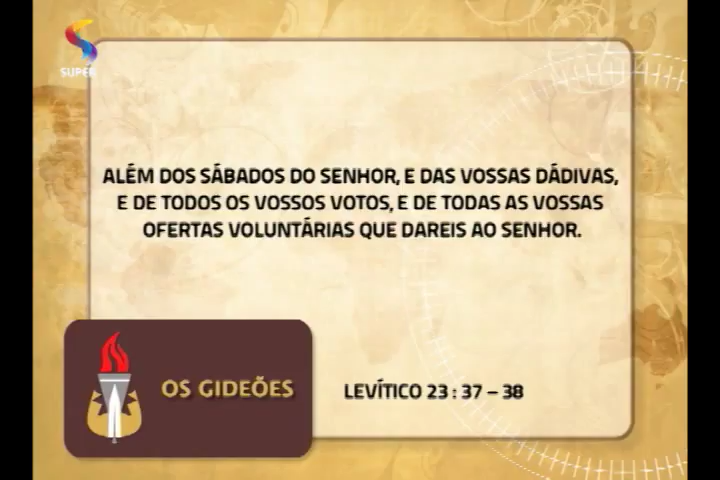 SUPER
ALÉM DOS SÁBADOS DO SENHOR, E DAS VOSSAS DÁDIVAS,
E DE TODOS OS VOSSOS VOTOS, E DE TODAS AS VOSSAS
OFERTAS VOLUNTÁRIAS QUE DAREIS AO SENHOR.
OS GIDEÕES
LEVÍTICO 23 : 37 – 38